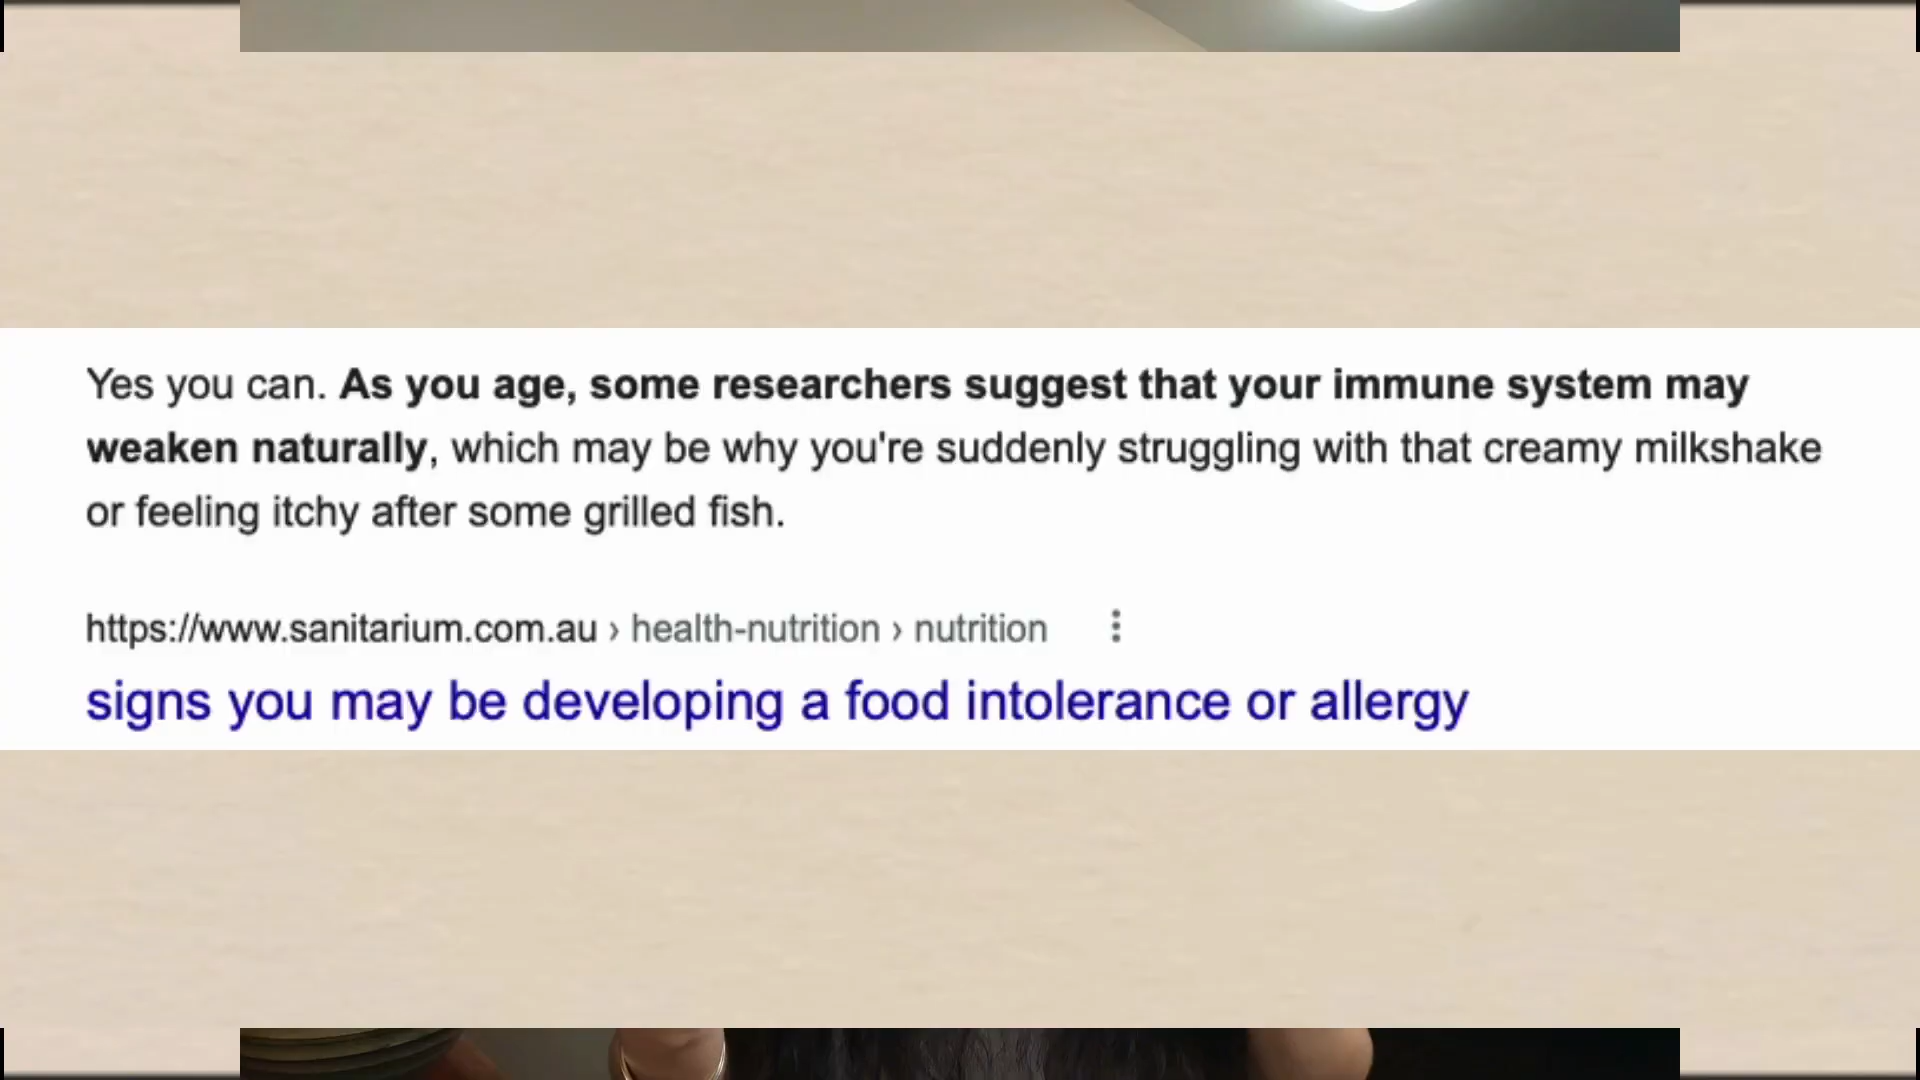 Yes you can. As you age, some researchers suggest that your immune system may
weaken naturally, which may be why you're suddenly struggling with that creamy milkshake
or feeling itchy after some grilled fish.
https://www.sanitarium.com.au › health-nutrition › nutrition
signs you may be developing a food intolerance or allergy